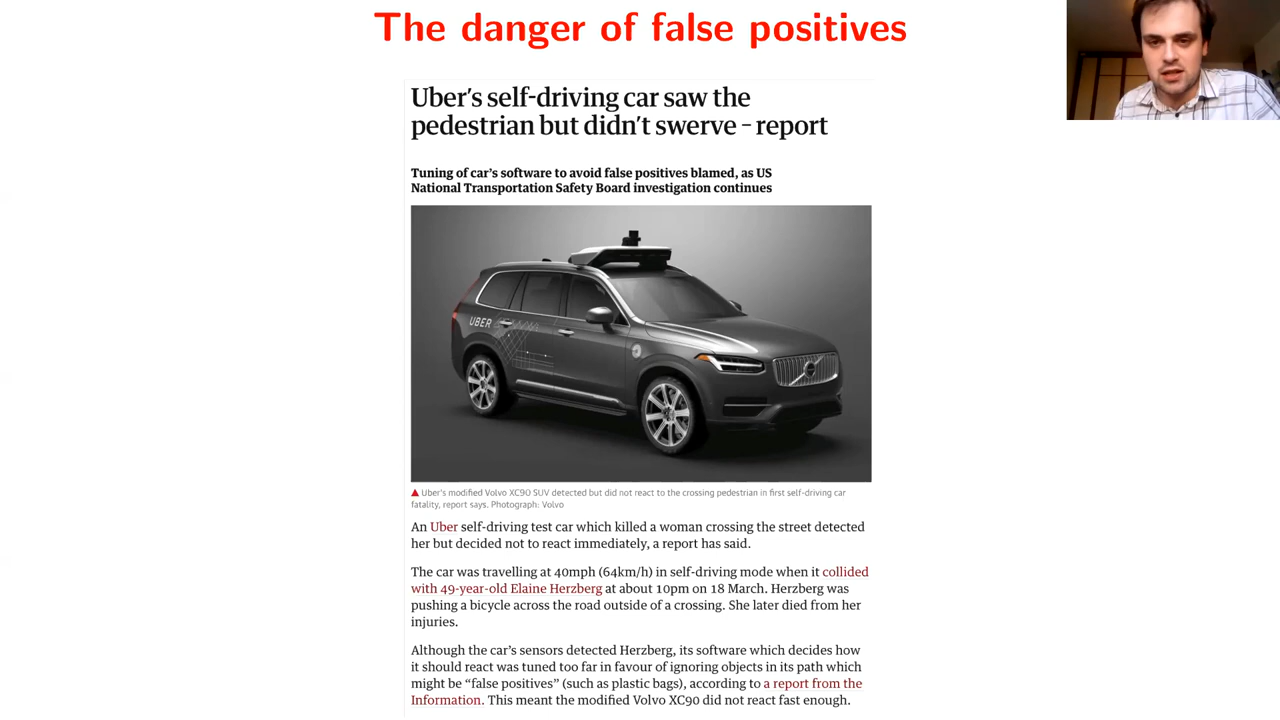 The danger of false positives
Uber's self-driving car saw the
pedestrian but didn't swerve – report
Tuning of car's software to avoid false positives blamed, as US
National Transportation Safety Board investigation continues
UBER
▲ Uber's modified Volvo XC90 SUV detected but did not react to the crossing pedestrian in first self-driving car
fatality, report says. Photograph: Volvo
An Uber self-driving test car which killed a woman crossing the street detected
her but decided not to react immediately, a report has said.
The car was travelling at 40mph (64km/h) in self-driving mode when it collided
with 49-year-old Elaine Herzberg at about 10pm on 18 March. Herzberg was
pushing a bicycle across the road outside of a crossing. She later died from her
injuries.
Although the car's sensors detected Herzberg, its software which decides how
it should react was tuned too far in favour of ignoring objects in its path which
might be “false positives” (such as plastic bags), according to a report from the
Information. This meant the modified Volvo XC90 did not react fast enough.